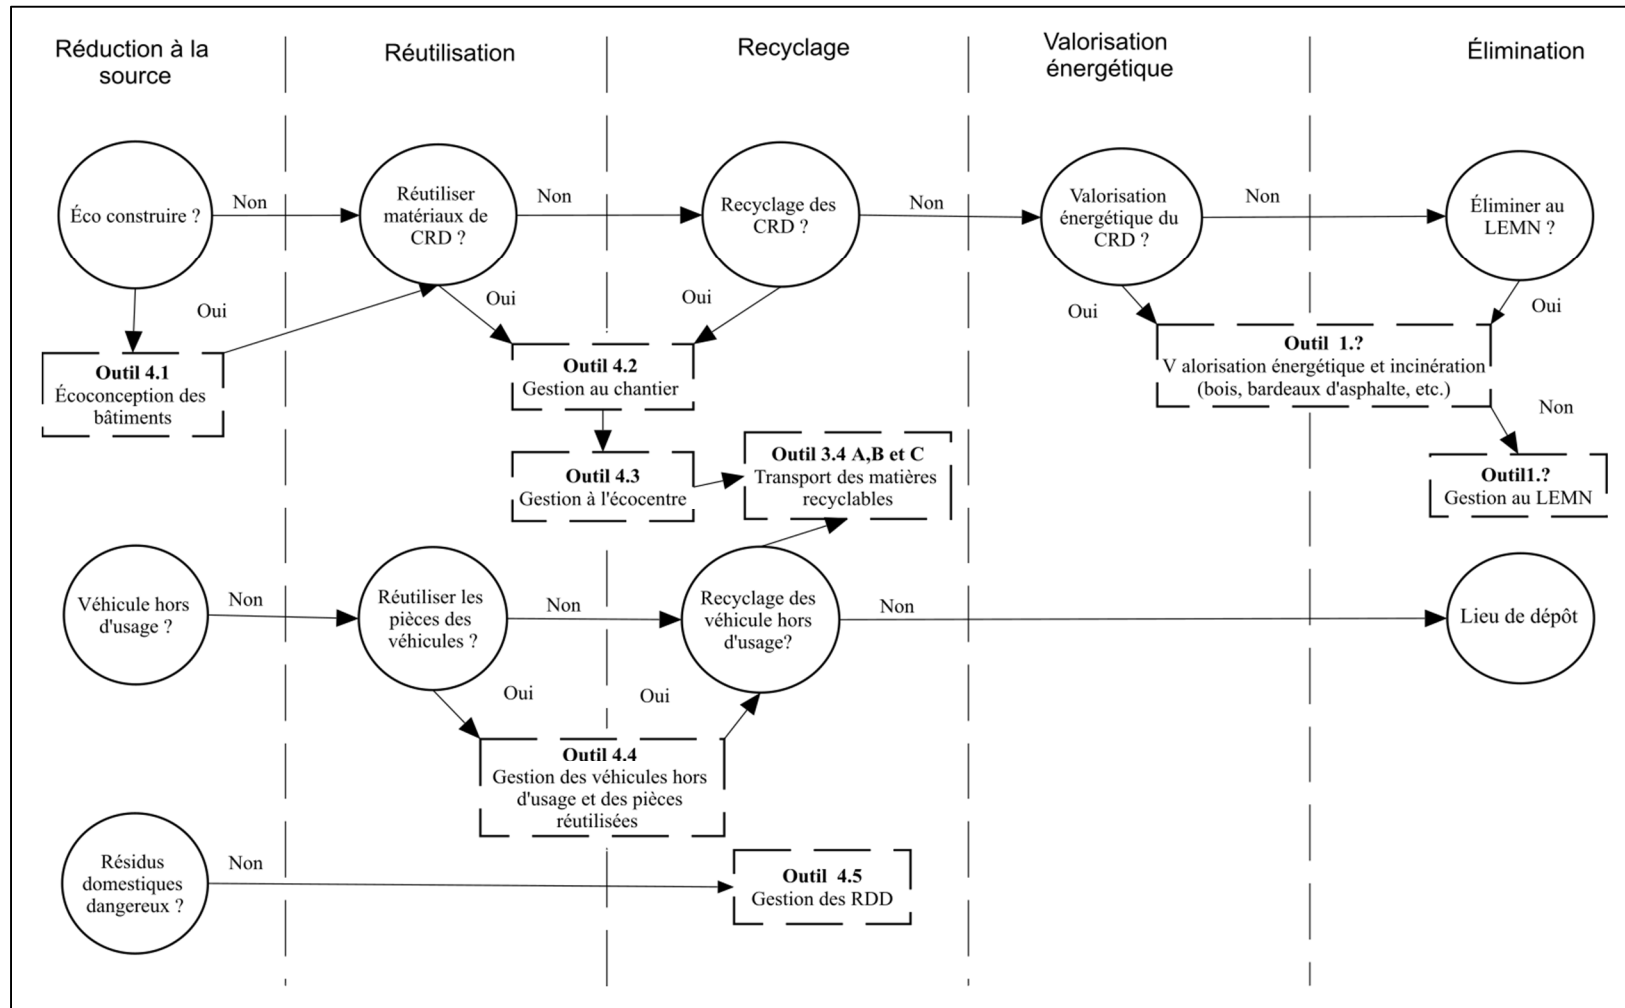 Réduction à la
source
Réutilisation
Recyclage
Valorisation
énergétique
Élimination
Éco construire ?
Non
Réutiliser
matériaux de
CRD ?
Non
Recyclage des
CRD ?
Non
Valorisation
énergétique du
CRD ?
Non
Éliminer au
LEMN ?
Oui
Oui
Oui
Oui
Oui
Outil 4.1
Écoconception des
bâtiments
Outil 4.2
Gestion au chantier
Outil 1.?
V alorisation énergétique et incinération
(bois, bardeaux d'asphalte, etc.)
Non
Outil 4.3
Gestion à l'écocentre
Outil 3.4 A,B et C
Transport des matières
recyclables
Outil1.?
Gestion au LEMN
Véhicule hors
d'usage ?
Non
Réutiliser les
pièces des
véhicules ?
Non
Recyclage des
véhicule hors
d'usage?
Non
Lieu de dépôt
Oui
Oui
Outil 4.4
Gestion des véhicules hors
d'usage et des pièces
réutilisées
Résidus
domestiques
dangereux ?
Non
Outil 4.5
Gestion des RDD